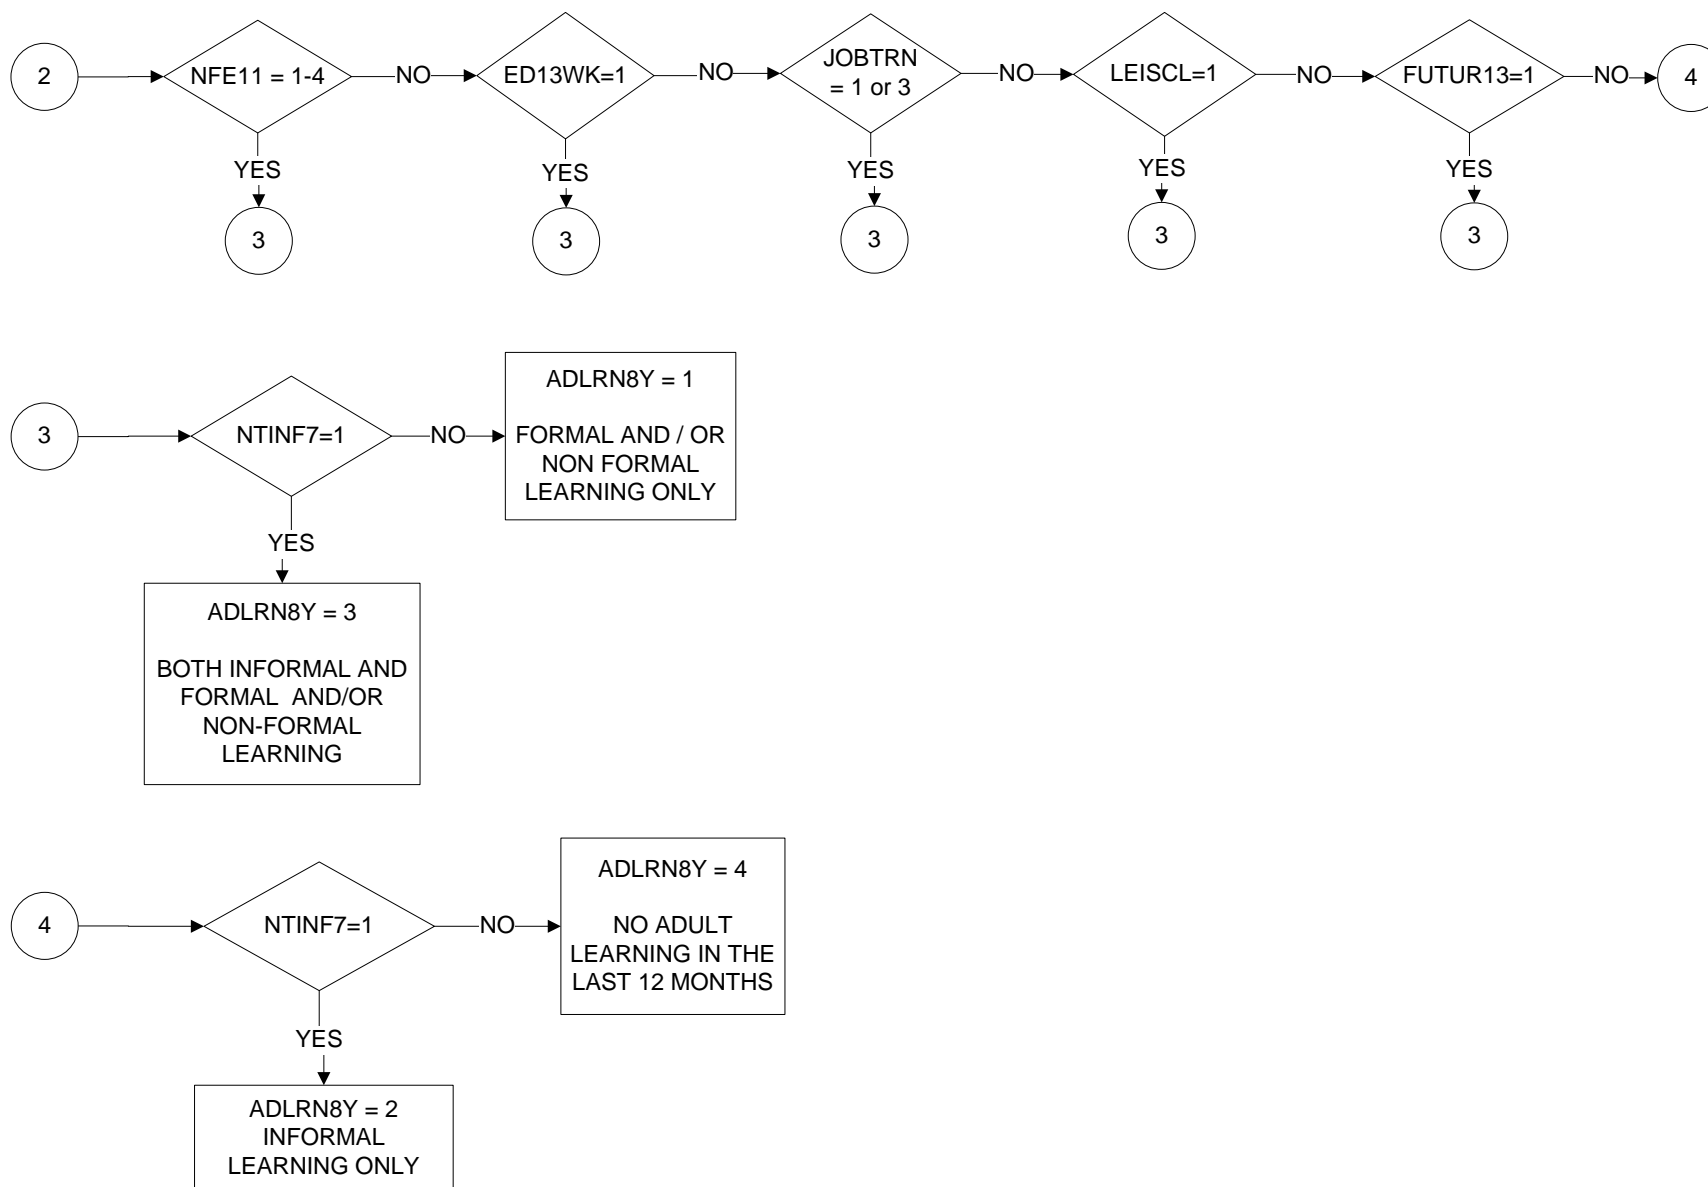 2
NFE11 = 1-4
NO
ED13WK=1
NO
JOBTRN
= 1 or 3
NO
LEISCL=1
NO
FUTUR13=1
NO
4
YES
YES
YES
YES
YES
3
3
3
3
3
3
NTINF7=1
NO
ADLRN8Y = 1
FORMAL AND / OR
NON FORMAL
LEARNING ONLY
YES
ADLRN8Y = 3
BOTH INFORMAL AND
FORMAL AND/OR
NON-FORMAL
LEARNING
4
NTINF7=1
NO
ADLRN8Y = 4
NO ADULT
LEARNING IN THE
LAST 12 MONTHS
YES
ADLRN8Y = 2
INFORMAL
LEARNING ONLY